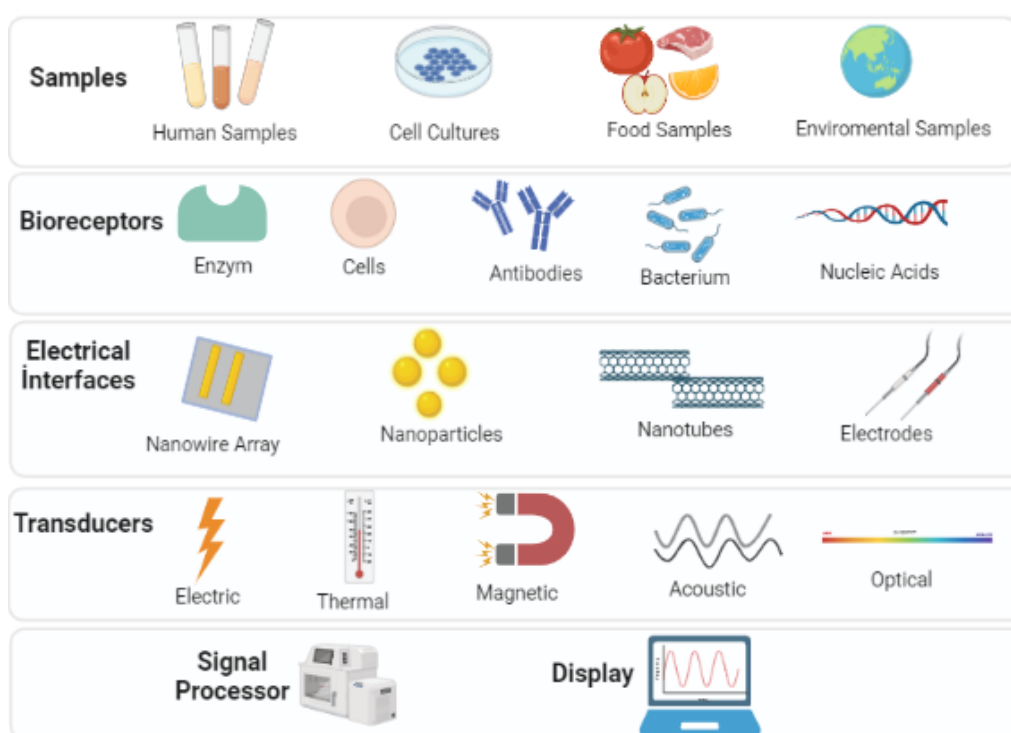 Samples
Human Samples
Cell Cultures
Food Samples
Enviromental Samples
Bioreceptors
Enzym
Cells
Antibodies
Bacterium
Nucleic Acids
Electrical
İnterfaces
Nanowire Array
Nanoparticles
Nanotubes
Electrodes
Transducers
Electric
Thermal
Magnetic
Acoustic
Optical
Signal
Processor
Display